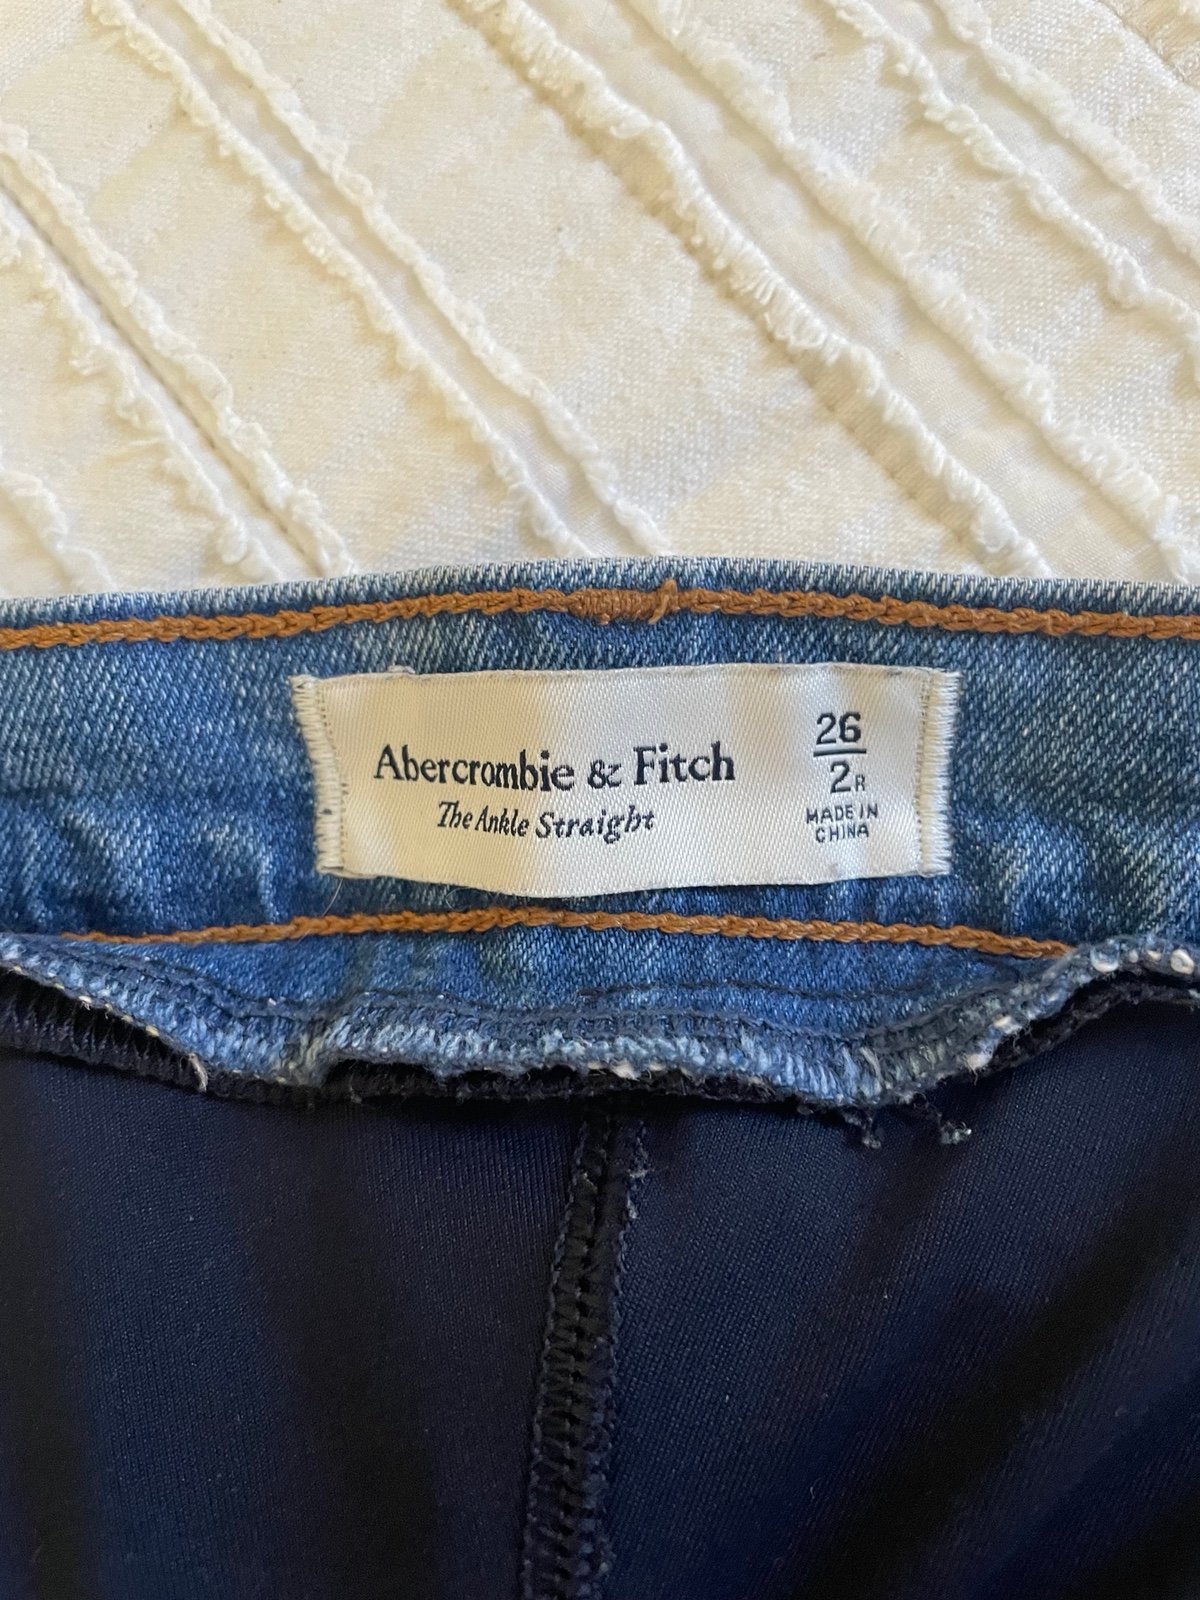 Abercrombie & Fitch
The Ankle Straight
26
2R
MADE IN
CHINA